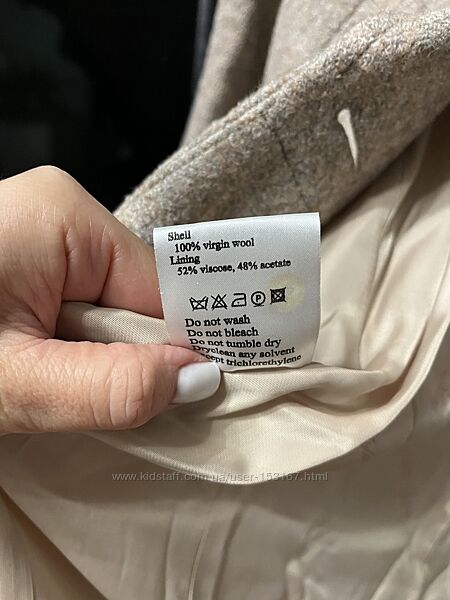 Shell
100% virgin wool
Lining
52% viscose, 48% acetate
Do not wash
Do not bleach
Do not tumble dry
Dryclean any solvent
except trichlorethylene
www.kidstaff.com.ua/user-153167.html